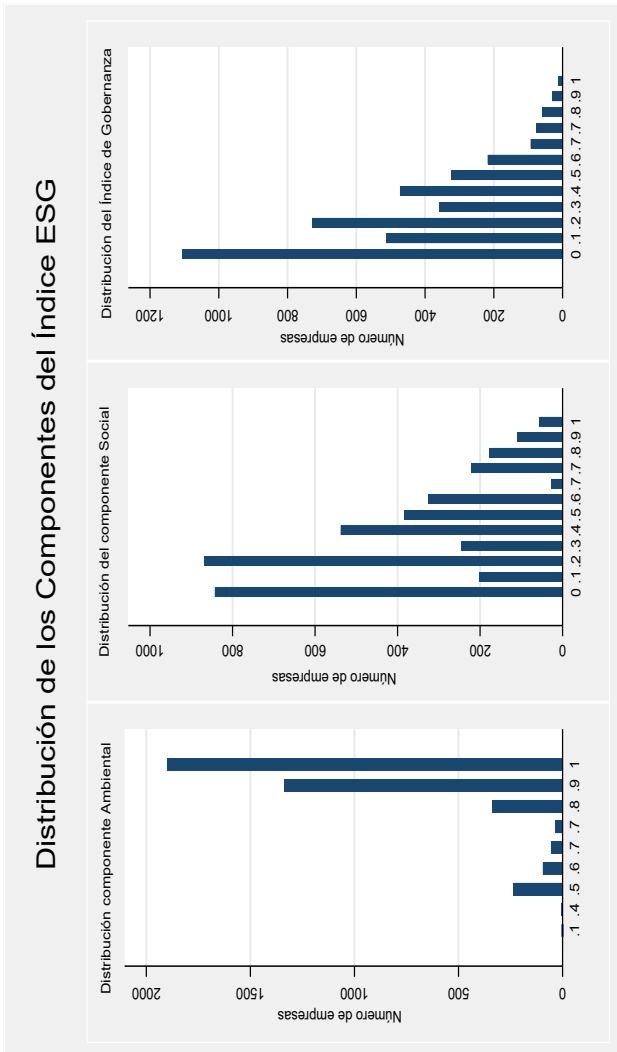 Distribución de los Componentes del Índice ESG
Distribución componente Ambiental
Número de empresas
2000
1500
1000
500
0
.1 .4 .5 .6 .7 .7 .8 .9 1
Distribución del componente Social
Número de empresas
1000
800
600
400
200
0
0 .1 .2 .3 .4 .5 .6 .7 .7 .8 .9 1
Distribución del Índice de Gobernanza
Número de empresas
1200
1000
800
600
400
200
0
0 .1 .2 .3 .4 .5 .6 .7 .7 .8 .9 1